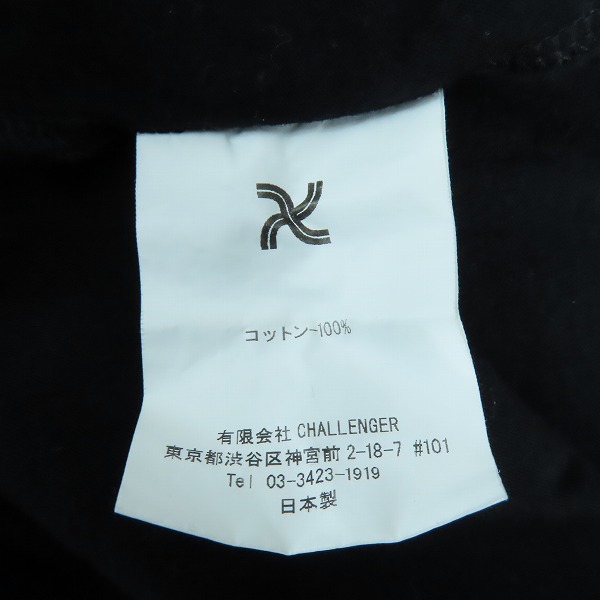 コットン-100%
有限会社 CHALLENGER
東京都渋谷区神宮前 2-18-7 #101
Tel 03-3423-1919
日本製